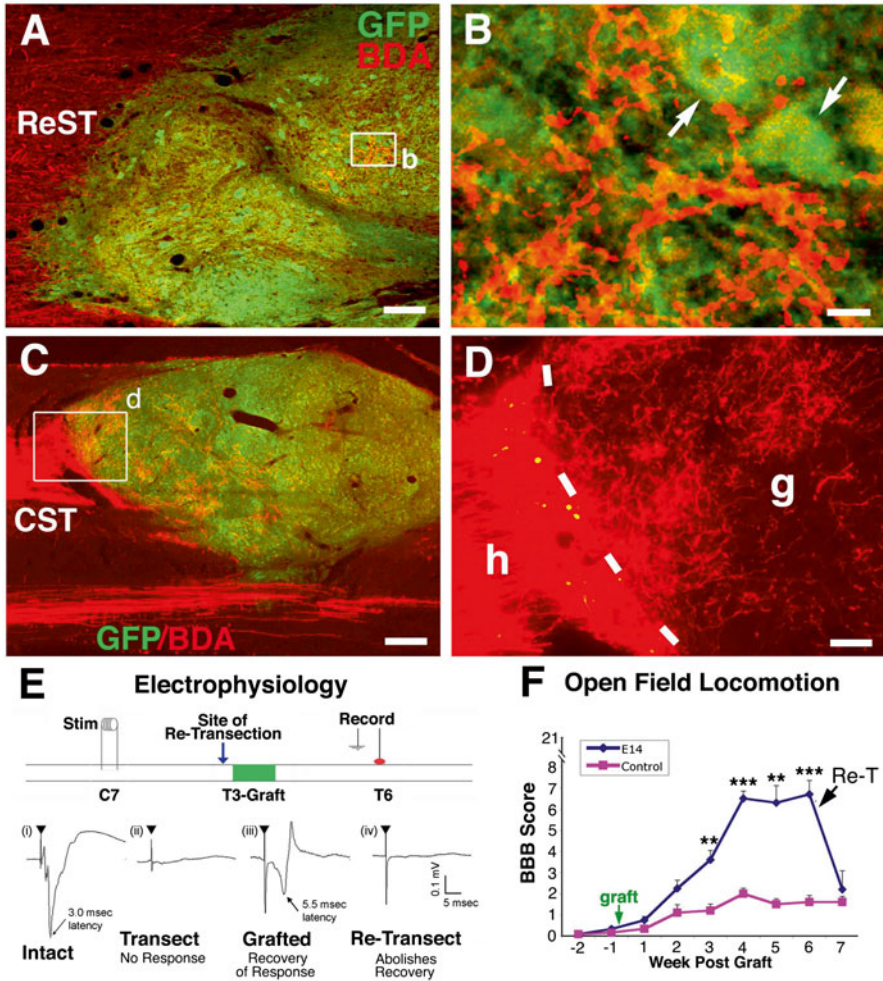 A
GFP
BDA
ReST
b
B
C
d
CST
GFP/BDA
D
g
h
E Electrophysiology
Stim
Site of
Re-Transection
Record
C7
T3-Graft
T6
(i)
(ii)
(iii)
(iv)
3.0 msec
latency
5.5 msec
latency
0.1 mV
5 msec
Intact
Transect
No Response
Grafted
Recovery
of Response
Re-Transect
Abolishes
Recovery
F Open Field Locomotion
E14
Control
BBB Score
21
8
7
6
5
4
3
2
1
0
graft
**
***
**
***
Re-T
-2 -1 1 2 3 4 5 6 7
Week Post Graft